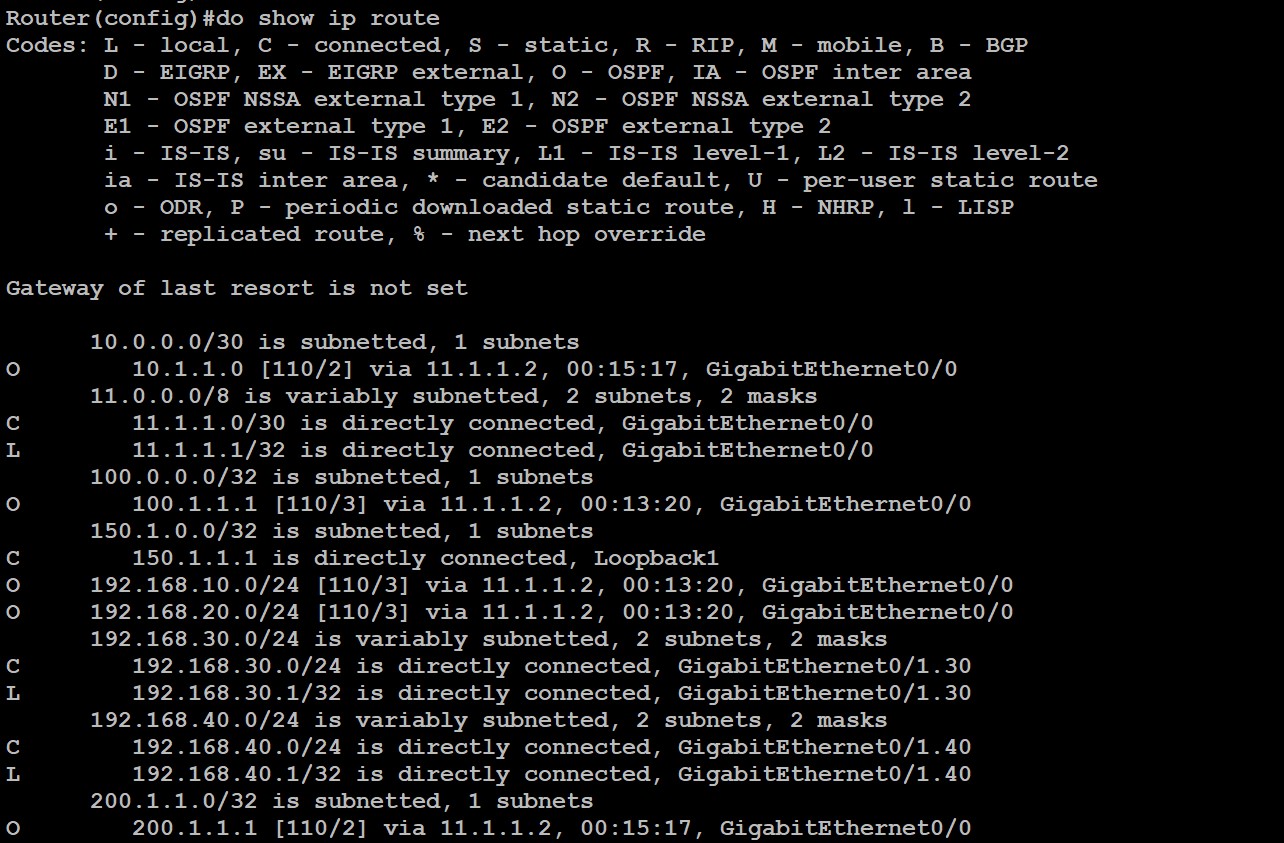 Router(config)#do show ip route
Codes: L - local, C - connected, S - static, R - RIP, M - mobile, B - BGP
       D - EIGRP, EX - EIGRP external, O - OSPF, IA - OSPF inter area
       N1 - OSPF NSSA external type 1, N2 - OSPF NSSA external type 2
       E1 - OSPF external type 1, E2 - OSPF external type 2
       i - IS-IS, su - IS-IS summary, L1 - IS-IS level-1, L2 - IS-IS level-2
       ia - IS-IS inter area, * - candidate default, U - per-user static route
       o - ODR, P - periodic downloaded static route, H - NHRP, l - LISP
       + - replicated route, % - next hop override

Gateway of last resort is not set

      10.0.0.0/30 is subnetted, 1 subnets
O        10.1.1.0 [110/2] via 11.1.1.2, 00:15:17, GigabitEthernet0/0
      11.0.0.0/8 is variably subnetted, 2 subnets, 2 masks
C        11.1.1.0/30 is directly connected, GigabitEthernet0/0
L        11.1.1.1/32 is directly connected, GigabitEthernet0/0
      100.0.0.0/32 is subnetted, 1 subnets
O        100.1.1.1 [110/3] via 11.1.1.2, 00:13:20, GigabitEthernet0/0
      150.1.0.0/32 is subnetted, 1 subnets
C        150.1.1.1 is directly connected, Loopback1
O     192.168.10.0/24 [110/3] via 11.1.1.2, 00:13:20, GigabitEthernet0/0
O     192.168.20.0/24 [110/3] via 11.1.1.2, 00:13:20, GigabitEthernet0/0
      192.168.30.0/24 is variably subnetted, 2 subnets, 2 masks
C        192.168.30.0/24 is directly connected, GigabitEthernet0/1.30
L        192.168.30.1/32 is directly connected, GigabitEthernet0/1.30
      192.168.40.0/24 is variably subnetted, 2 subnets, 2 masks
C        192.168.40.0/24 is directly connected, GigabitEthernet0/1.40
L        192.168.40.1/32 is directly connected, GigabitEthernet0/1.40
      200.1.1.0/32 is subnetted, 1 subnets
O        200.1.1.1 [110/2] via 11.1.1.2, 00:15:17, GigabitEthernet0/0